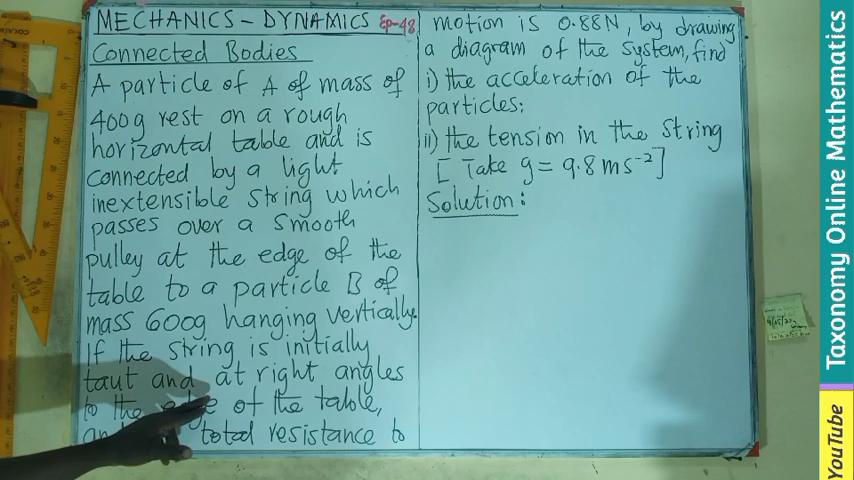 MECHANICS - DYNAMICS Ep-48
Connected Bodies
A particle of A of mass of
400g rest on a rough
horizontal table and is
connected by a light
inextensible string which
passes over a smooth
pulley at the edge of the
table to a particle B of
mass 600g hanging vertically.
If the string is initially
taut and at right angles
to the edge of the table,
total resistance to
motion is 0.88N, by drawing
a diagram of the system, find
i) the acceleration of the
particles;
ii) the tension in the string
[Take g = 9.8 ms⁻²]
Solution:
Taxonomy Online Mathematics
YouTube